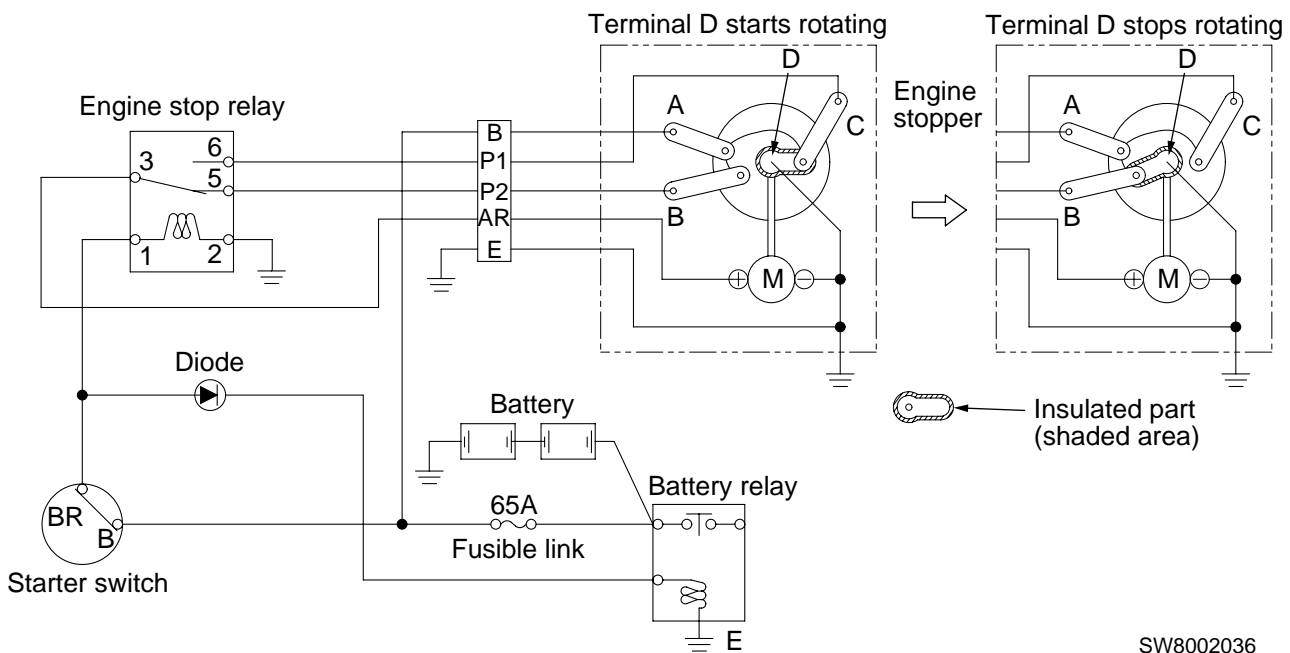 Terminal D starts rotating
Terminal D stops rotating
D
D
Engine stop relay
A
C
Engine
stopper
A
C
B
P1
P2
AR
E
3
6
5
1
2
B
B
M
M
Diode
Battery
Insulated part
(shaded area)
Battery relay
65A
Fusible link
BR
B
Starter switch
E
SW8002036